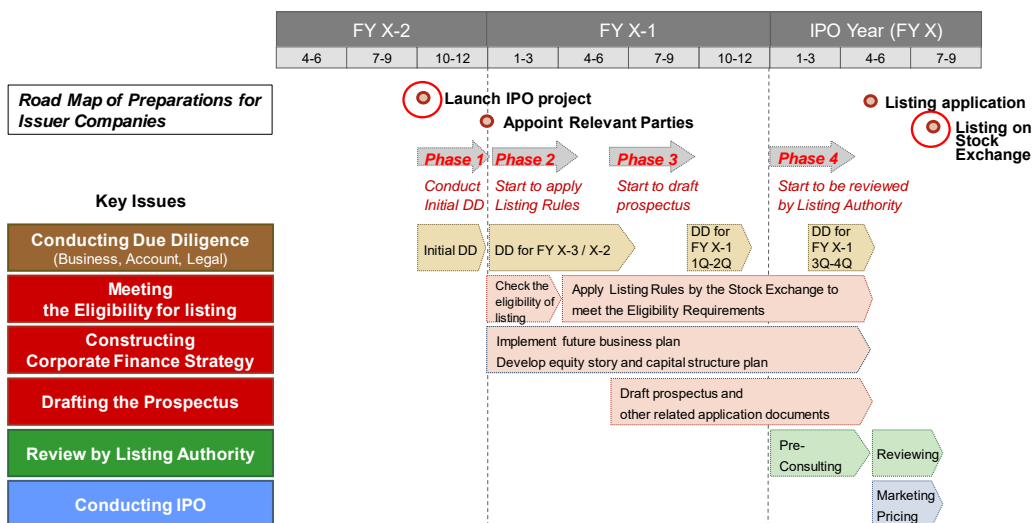 FY X-2
FY X-1
IPO Year (FY X)
4-6
7-9
10-12
1-3
4-6
7-9
10-12
1-3
4-6
7-9
Road Map of Preparations for
Issuer Companies
Launch IPO project
Appoint Relevant Parties
Listing application
Listing on
Stock
Exchange
Phase 1
Phase 2
Phase 3
Phase 4
Conduct
Initial DD
Start to apply
Listing Rules
Start to draft
prospectus
Start to be reviewed
by Listing Authority
Key Issues
Conducting Due Diligence
(Business, Account, Legal)
Initial DD
DD for FY X-3 / X-2
DD for
FY X-1
1Q-2Q
DD for
FY X-1
3Q-4Q
Meeting
the Eligibility for listing
Check the
eligibility of
listing
Apply Listing Rules by the Stock Exchange to
meet the Eligibility Requirements
Constructing
Corporate Finance Strategy
Implement future business plan
Develop equity story and capital structure plan
Drafting the Prospectus
Draft prospectus and
other related application documents
Review by Listing Authority
Pre-
Consulting
Reviewing
Conducting IPO
Marketing
Pricing